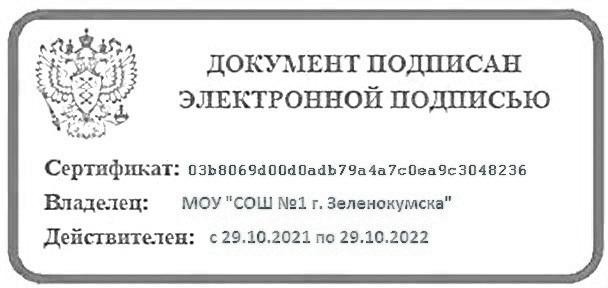 ДОКУМЕНТ ПОДПИСАН
ЭЛЕКТРОННОЙ ПОДПИСЬЮ
Сертификат: 03b8069d00d0adb79a4a7c0ea9c3048236
Владелец: МОУ "СОШ №1 г. Зеленокумска"
Действителен: с 29.10.2021 по 29.10.2022